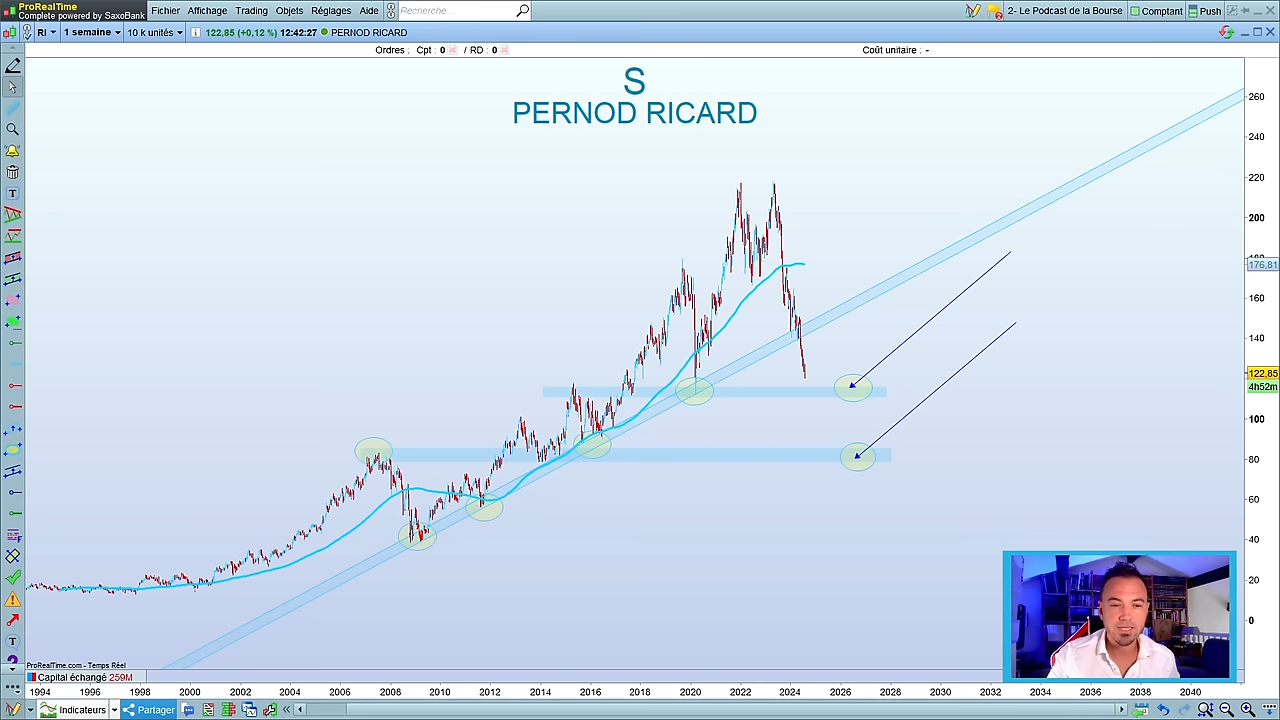 ProRealTime
Complete powered by SaxoBank
Fichier Affichage Trading Objets Réglages Aide Recherche 2- Le Podcast de la Bourse Comptant Push
RI 1 semaine 10 k unités 122,85 (+0,12 %) 12:42:27 PERNOD RICARD
Ordres : Cpt : 0 / RD : 0 Coût unitaire : -
S
PERNOD RICARD
260
240
220
200
180
176,81
160
140
122,85
4h52m
100
80
60
40
20
0
ProRealTime.com - Temps Réel
Capital échangé 259M
1994 1996 1998 2000 2002 2004 2006 2008 2010 2012 2014 2016 2018 2020 2022 2024 2026 2028 2030 2032 2034 2036 2038 2040
Indicateurs Partager